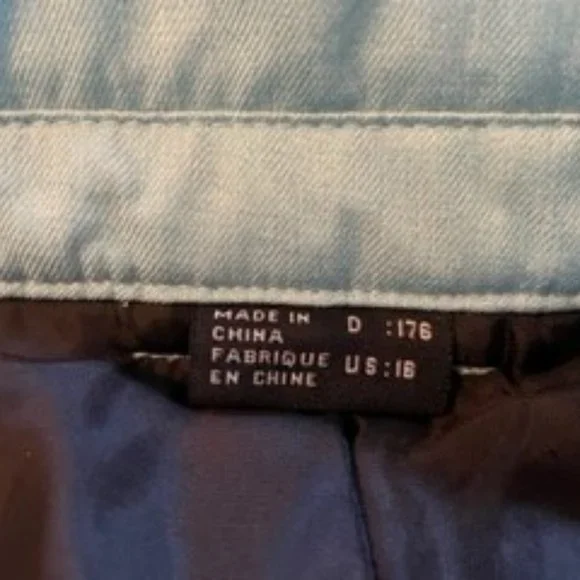 MADE IN
CHINA
FABRIQUE
EN CHINE
D :176
US:16